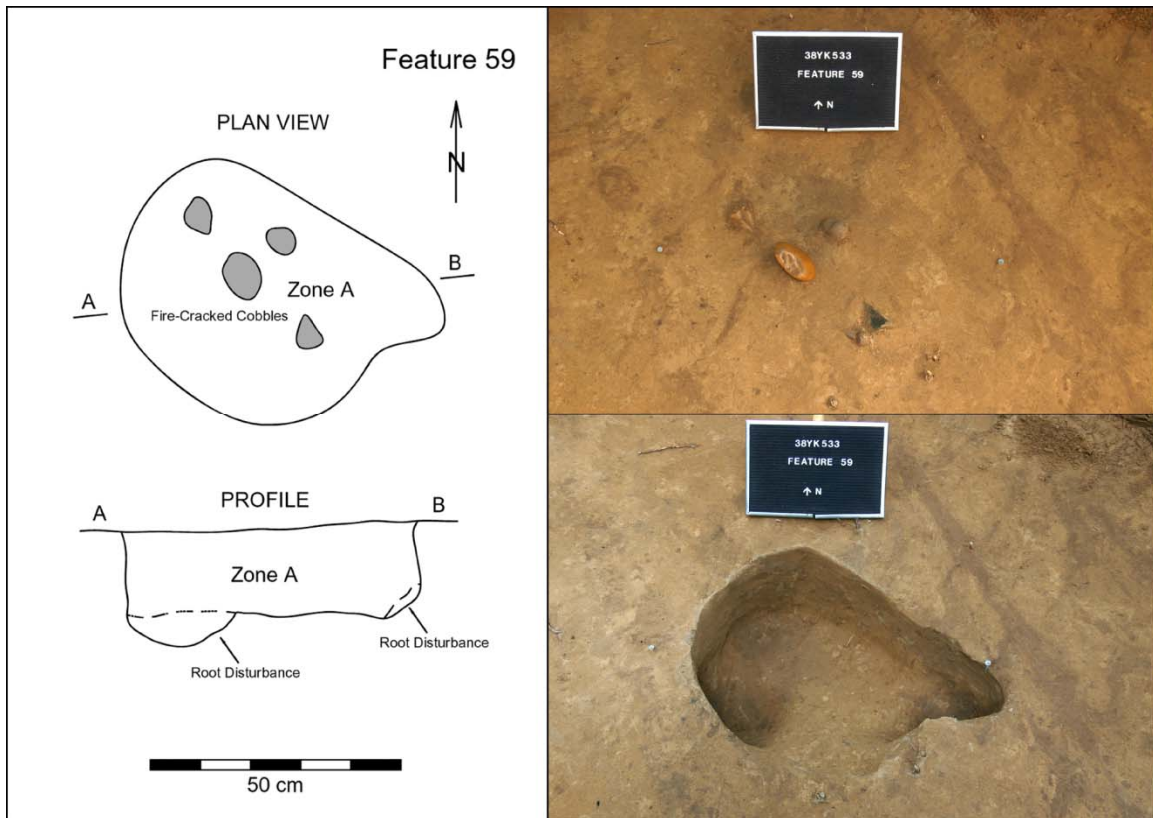 Feature 59
PLAN VIEW
N
A
B
Zone A
Fire-Cracked Cobbles
PROFILE
A
B
Zone A
Root Disturbance
Root Disturbance
50 cm
38YK533
FEATURE 59
↑ N
38YK533
FEATURE 59
↑ N